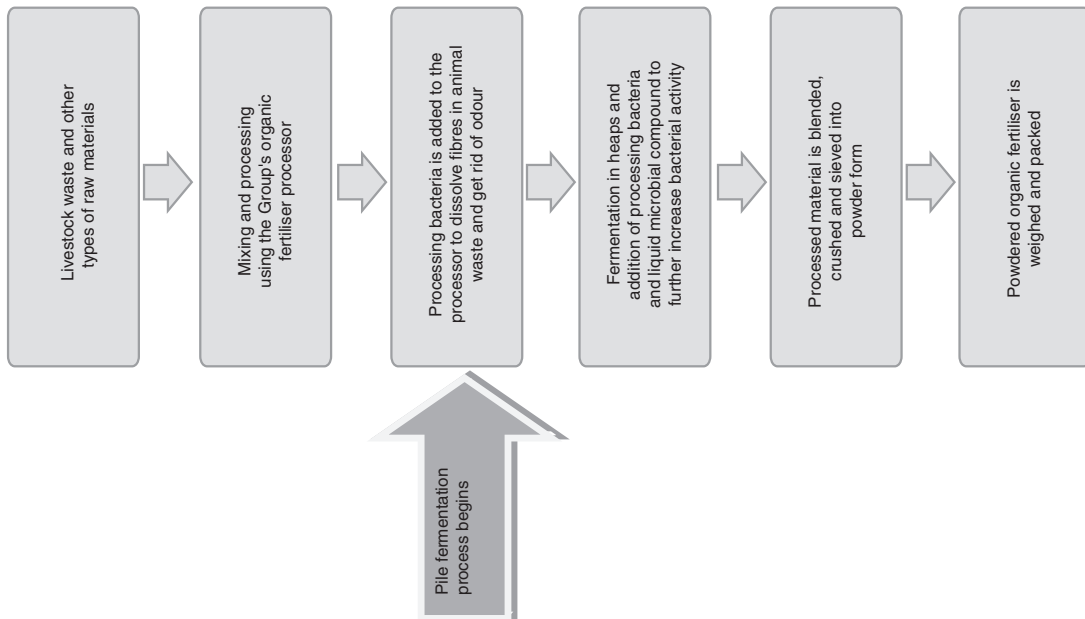 Livestock waste and other
types of raw materials
Mixing and processing
using the Group's organic
fertiliser processor
Processing bacteria is added to the
processor to dissolve fibres in animal
waste and get rid of odour
Pile fermentation
process begins
Fermentation in heaps and
addition of processing bacteria
and liquid microbial compound to
further increase bacterial activity
Processed material is blended,
crushed and sieved into
powder form
Powdered organic fertiliser is
weighed and packed